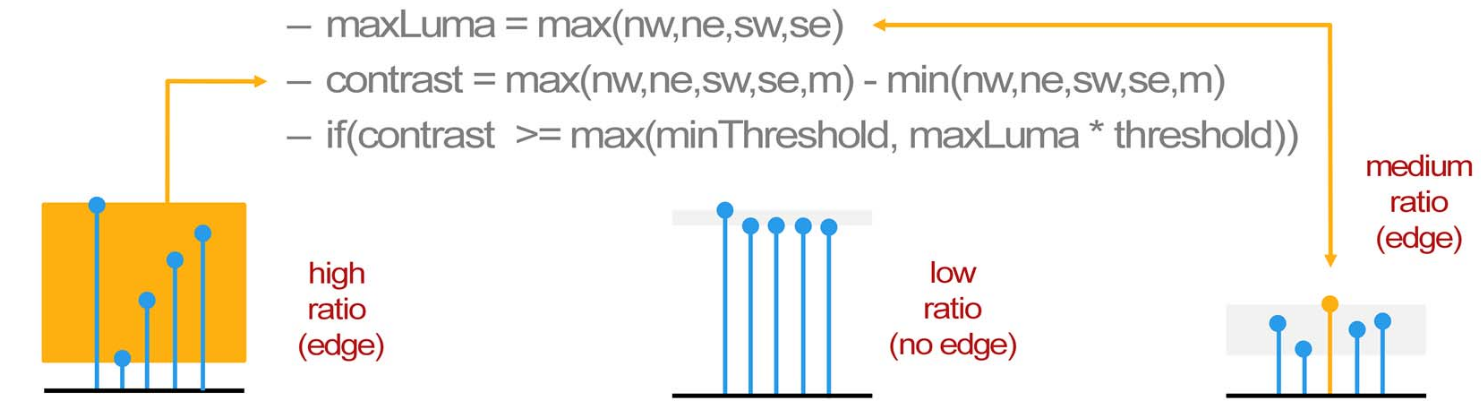 – maxLuma = max(nw,ne,sw,se)
– contrast = max(nw,ne,sw,se,m) - min(nw,ne,sw,se,m)
– if(contrast >= max(minThreshold, maxLuma * threshold))
high
ratio
(edge)
low
ratio
(no edge)
medium
ratio
(edge)